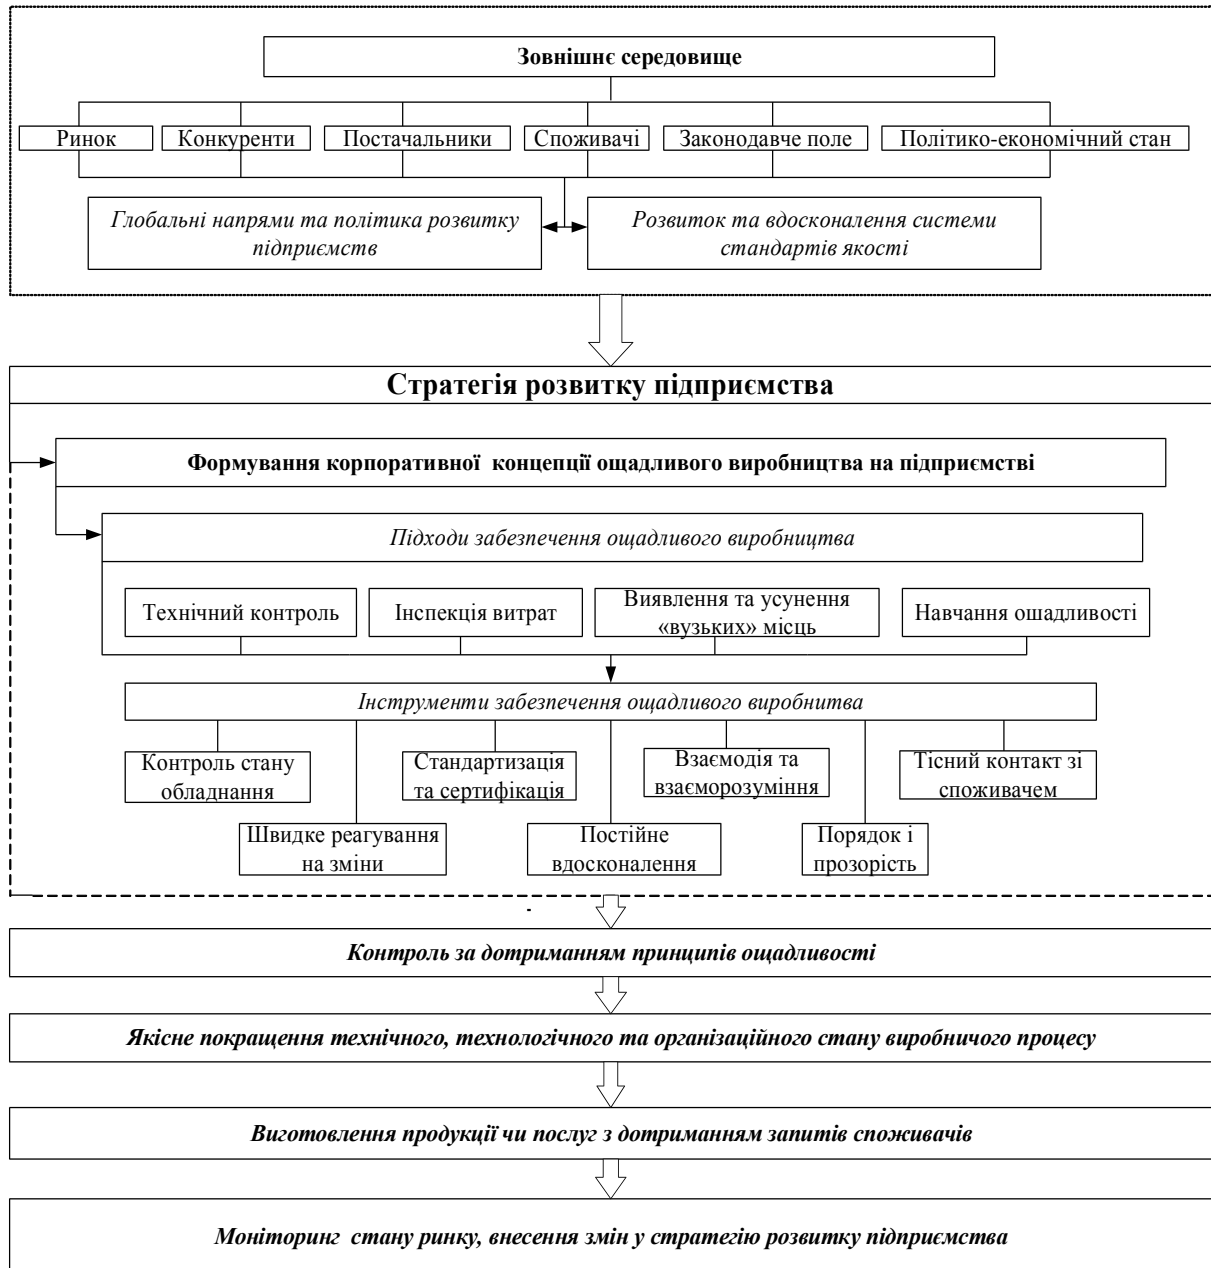 Зовнішнє середовище
Ринок
Конкуренти
Постачальники
Споживачі
Законодавче поле
Політико-економічний стан
Глобальні напрями та політика розвитку
підприємств
Розвиток та вдосконалення системи
стандартів якості
Стратегія розвитку підприємства
Формування корпоративної концепції ощадливого виробництва на підприємстві
Підходи забезпечення ощадливого виробництва
Технічний контроль
Інспекція витрат
Виявлення та усунення
«вузьких» місць
Навчання ошадливості
Інструменти забезпечення ощадливого виробнитва
Контроль стану
обладнання
Стандартизація
та сертифікація
Взаємодія та
взаєморозуміння
Тісний контакт зі
споживачем
Швидке реагування
на зміни
Постійне
вдосконалення
Порядок і
прозорість
Контроль за дотриманням принципів ощадливості
Якісне покращення технічного, технологічного та організаційного стану виробничого процесу
Виготовлення продукції чи послуг з дотриманням запитів споживачів
Моніторинг стану ринку, внесення змін у стратегію розвитку підприємства